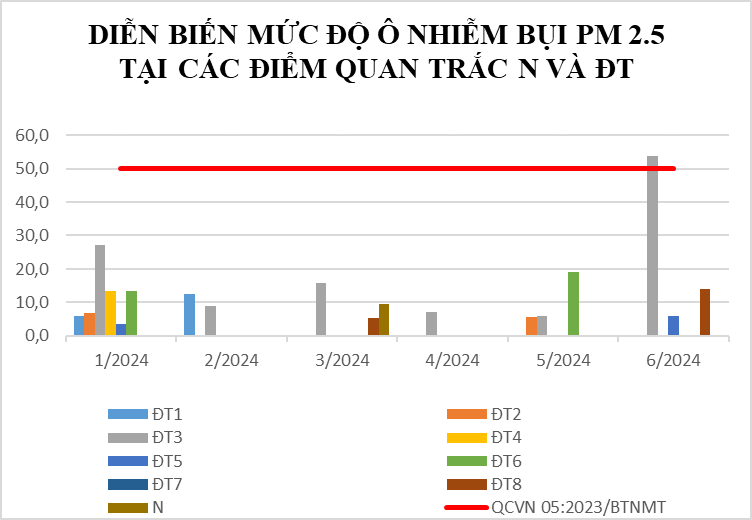 DIỄN BIẾN MỨC ĐỘ Ô NHIỄM BỤI PM 2.5
TẠI CÁC ĐIỂM QUAN TRẮC N VÀ ĐT
60,0
50,0
40,0
30,0
20,0
10,0
0,0
1/2024 2/2024 3/2024 4/2024 5/2024 6/2024
ĐT1 ĐT2
ĐT3 ĐT4
ĐT5 ĐT6
ĐT7 ĐT8
N QCVN 05:2023/BTNMT